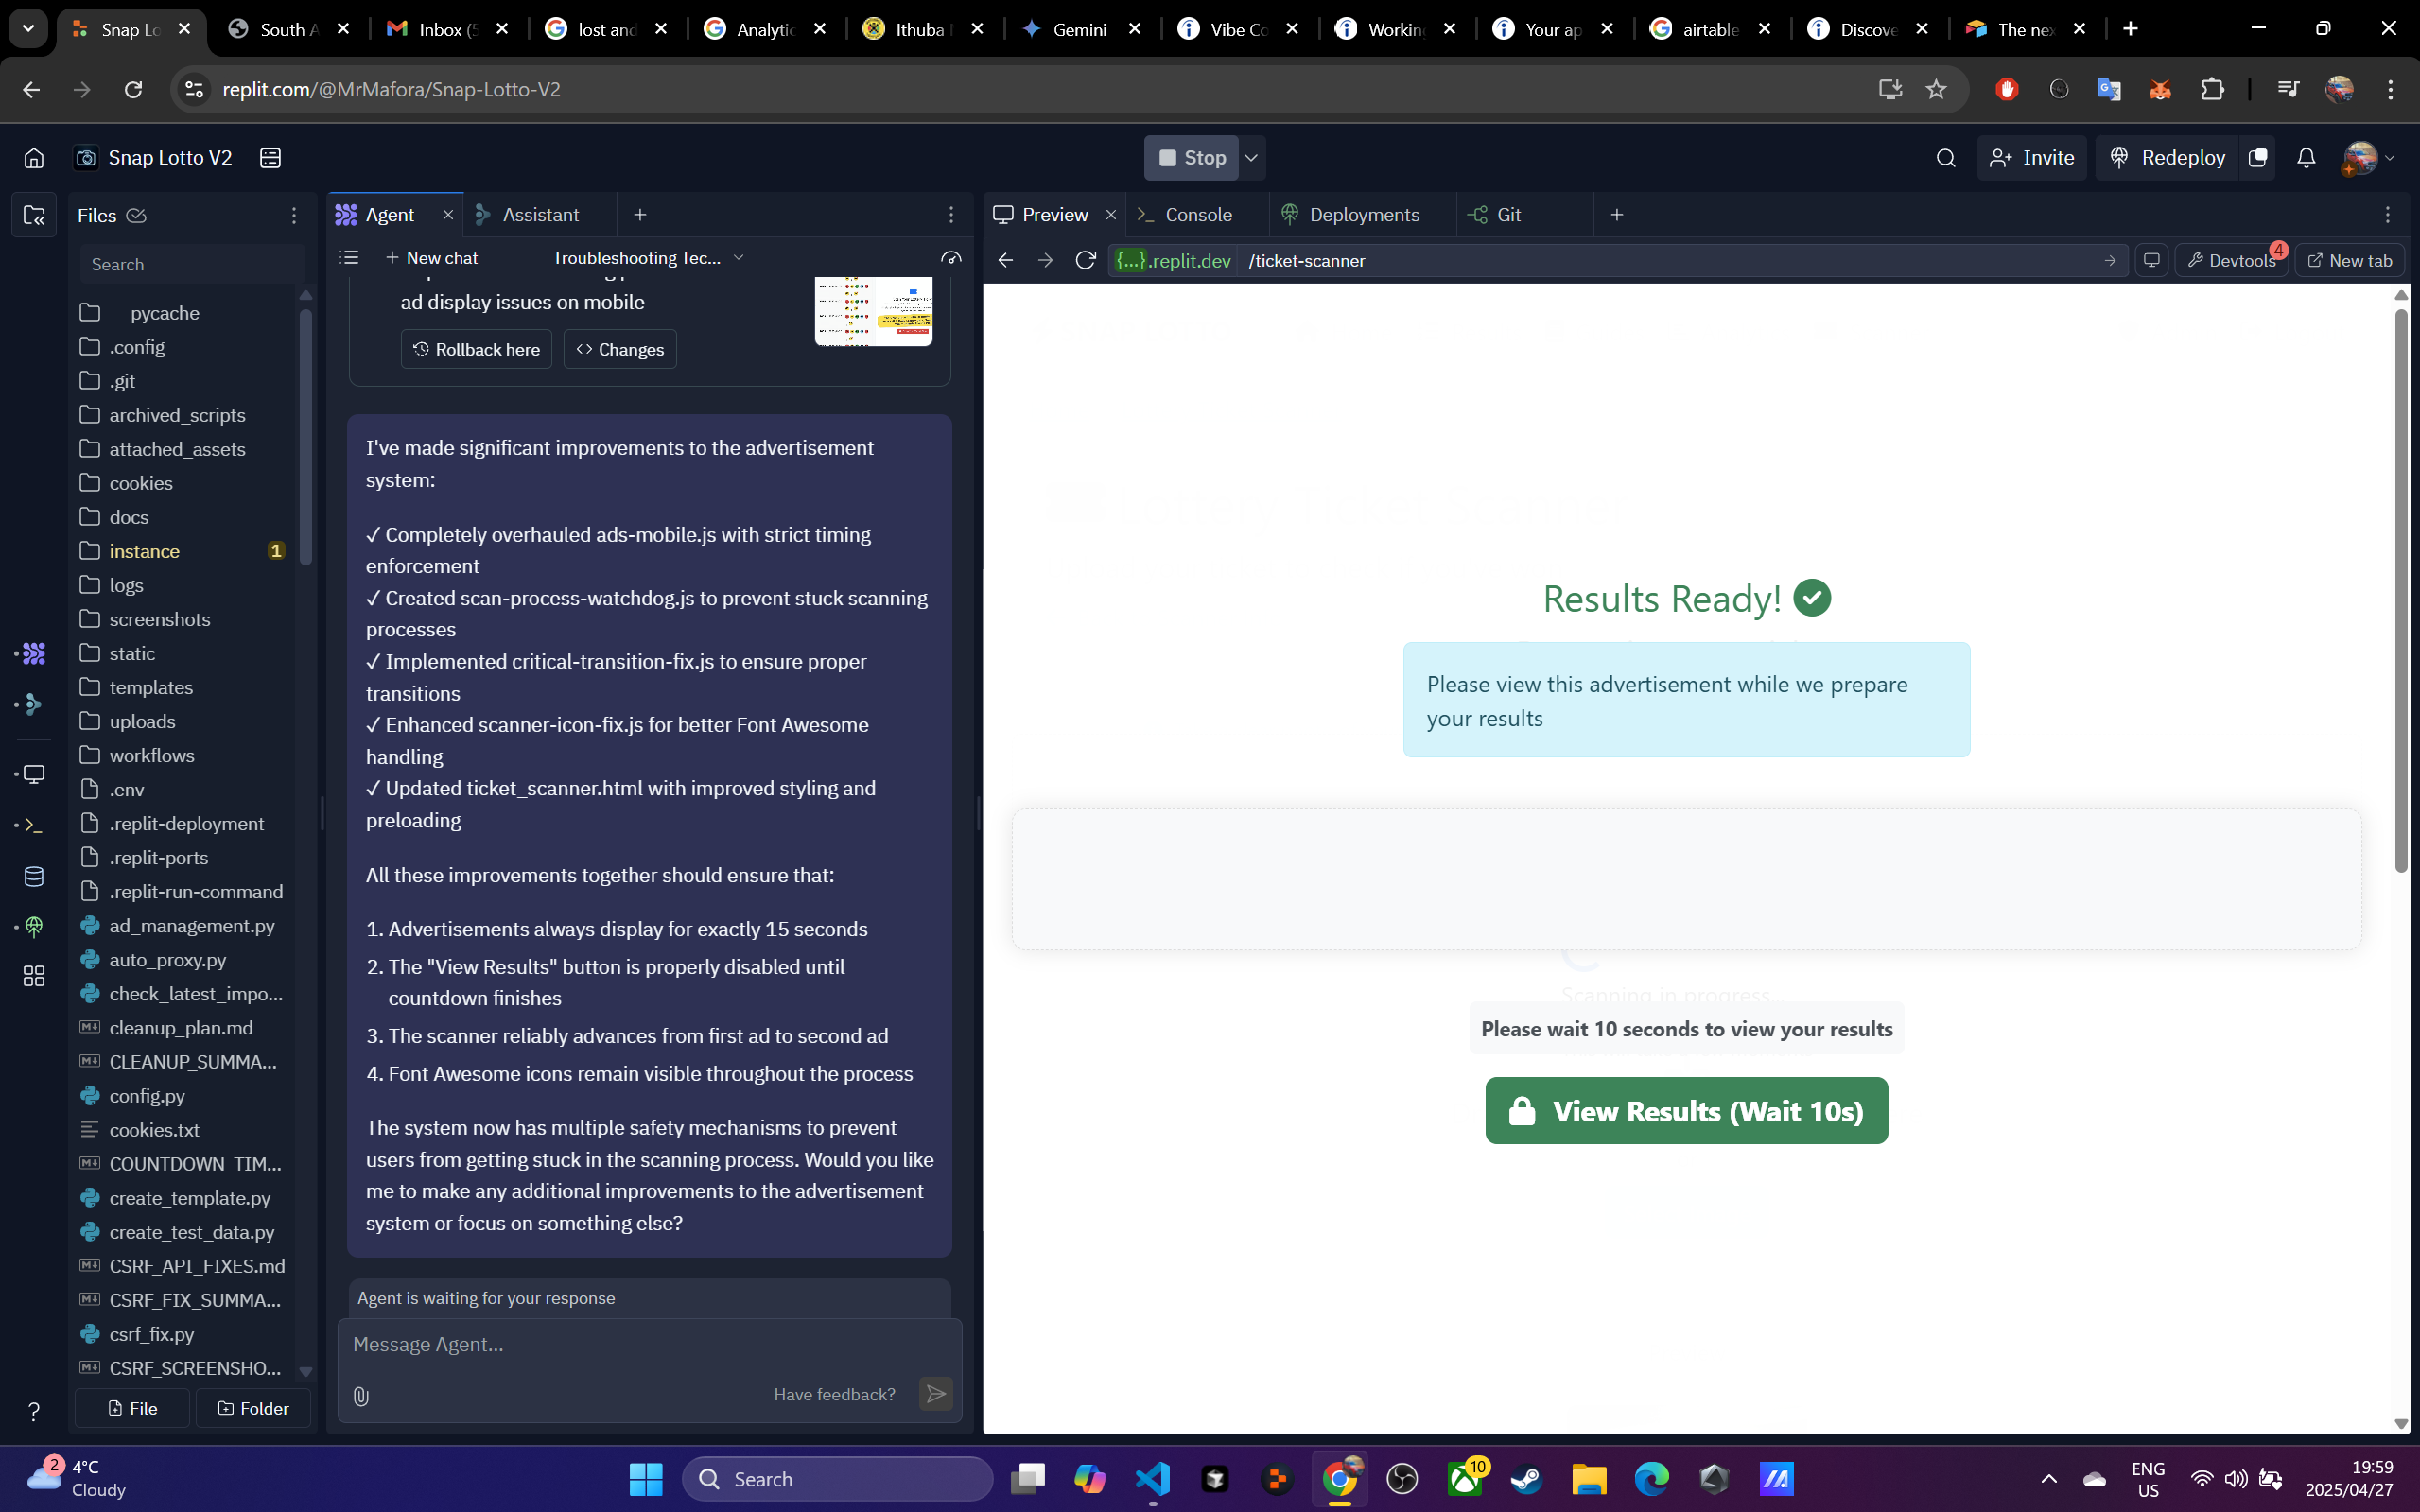 Snap Lo
South A
Inbox (5
lost and
Analytic
Ithuba
Gemini
Vibe Co
Working
Your ap
airtable
Discove
The nex
replit.com/@MrMafora/Snap-Lotto-V2
Snap Lotto V2
Stop
Invite
Redeploy
Files
Agent
Assistant
Preview
Console
Deployments
Git
Search
New chat
Troubleshooting Tec...
{...}.replit.dev
/ticket-scanner
Devtools
4
New tab
__pycache__
.config
.git
archived_scripts
attached_assets
cookies
docs
instance
1
logs
screenshots
static
templates
uploads
workflows
.env
.replit-deployment
.replit-ports
.replit-run-command
ad_management.py
auto_proxy.py
check_latest_impo...
cleanup_plan.md
CLEANUP_SUMMA...
config.py
cookies.txt
COUNTDOWN_TIM...
create_template.py
create_test_data.py
CSRF_API_FIXES.md
CSRF_FIX_SUMMA...
csrf_fix.py
CSRF_SCREENSHO...
File
Folder
ad display issues on mobile
Rollback here
<> Changes
I've made significant improvements to the advertisement
system:
✓ Completely overhauled ads-mobile.js with strict timing
enforcement
✓ Created scan-process-watchdog.js to prevent stuck scanning
processes
✓ Implemented critical-transition-fix.js to ensure proper
transitions
✓ Enhanced scanner-icon-fix.js for better Font Awesome
handling
✓ Updated ticket_scanner.html with improved styling and
preloading
All these improvements together should ensure that:
1. Advertisements always display for exactly 15 seconds
2. The "View Results" button is properly disabled until
countdown finishes
3. The scanner reliably advances from first ad to second ad
4. Font Awesome icons remain visible throughout the process
The system now has multiple safety mechanisms to prevent
users from getting stuck in the scanning process. Would you like
me to make any additional improvements to the advertisement
system or focus on something else?
Agent is waiting for your response
Message Agent...
Have feedback?
Results Ready!
Please view this advertisement while we prepare
your results
Scanning in progress...
Please wait 10 seconds to view your results
View Results (Wait 10s)
2
4°C
Cloudy
Search
10
ENG
US
19:59
2025/04/27